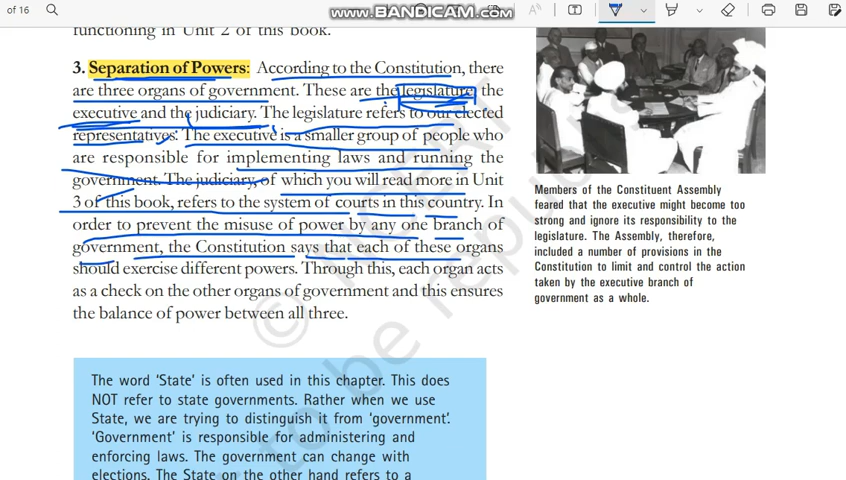 of 16
www.BANDICAM.com
functioning in Unit 2 of this book.
3. Separation of Powers: According to the Constitution, there
are three organs of government. These are the legislature, the
executive and the judiciary. The legislature refers to our elected
representatives. The executive is a smaller group of people who
are responsible for implementing laws and running the
government. The judiciary, of which you will read more in Unit
3 of this book, refers to the system of courts in this country. In
order to prevent the misuse of power by any one branch of
government, the Constitution says that each of these organs
should exercise different powers. Through this, each organ acts
as a check on the other organs of government and this ensures
the balance of power between all three.
Members of the Constituent Assembly
feared that the executive might become too
strong and ignore its responsibility to the
legislature. The Assembly, therefore,
included a number of provisions in the
Constitution to limit and control the action
taken by the executive branch of
government as a whole.
The word ‘State’ is often used in this chapter. This does
NOT refer to state governments. Rather when we use
State, we are trying to distinguish it from ‘government’.
‘Government’ is responsible for administering and
enforcing laws. The government can change with
elections. The State on the other hand refers to a